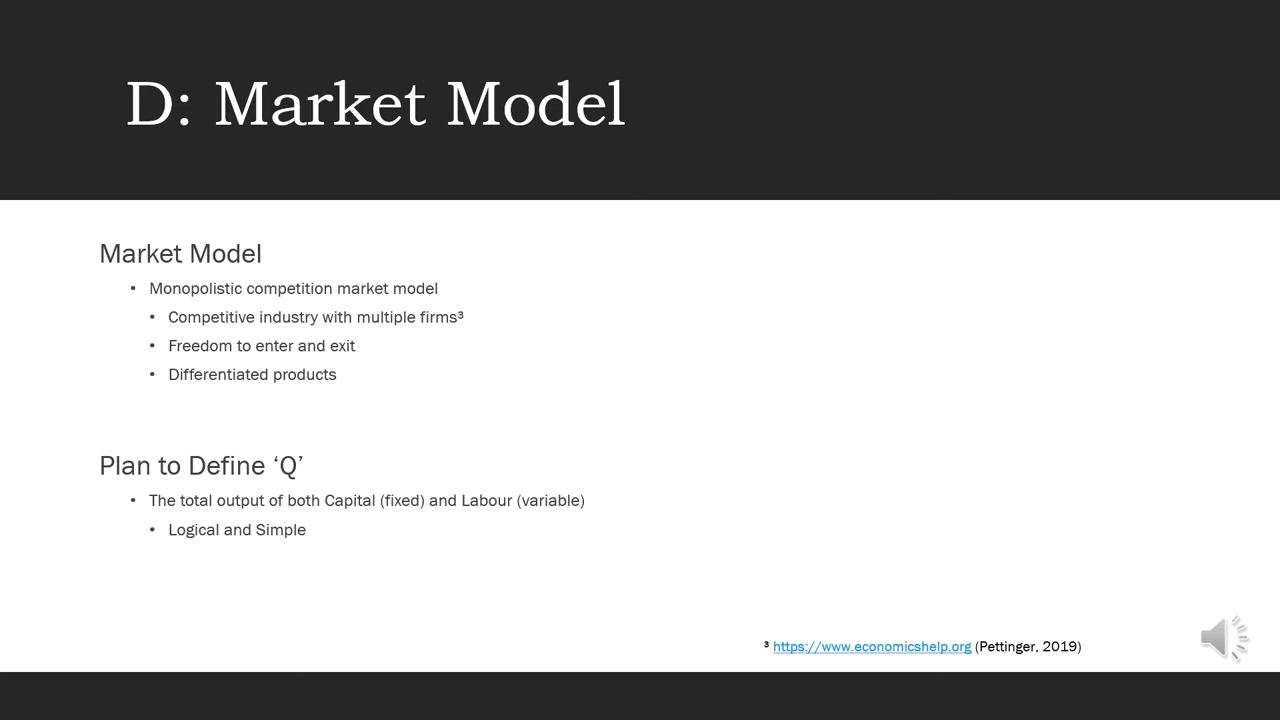 D: Market Model
Market Model
• Monopolistic competition market model
• Competitive industry with multiple firms³
• Freedom to enter and exit
• Differentiated products
Plan to Define ‘Q’
• The total output of both Capital (fixed) and Labour (variable)
• Logical and Simple
³ https://www.economicshelp.org (Pettinger, 2019)